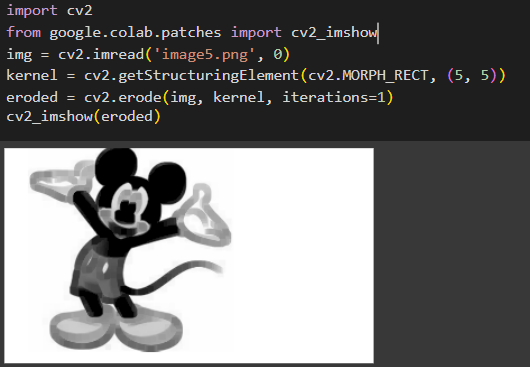 import cv2
from google.colab.patches import cv2_imshow
img = cv2.imread('image5.png', 0)
kernel = cv2.getStructuringElement(cv2.MORPH_RECT, (5, 5))
eroded = cv2.erode(img, kernel, iterations=1)
cv2_imshow(eroded)